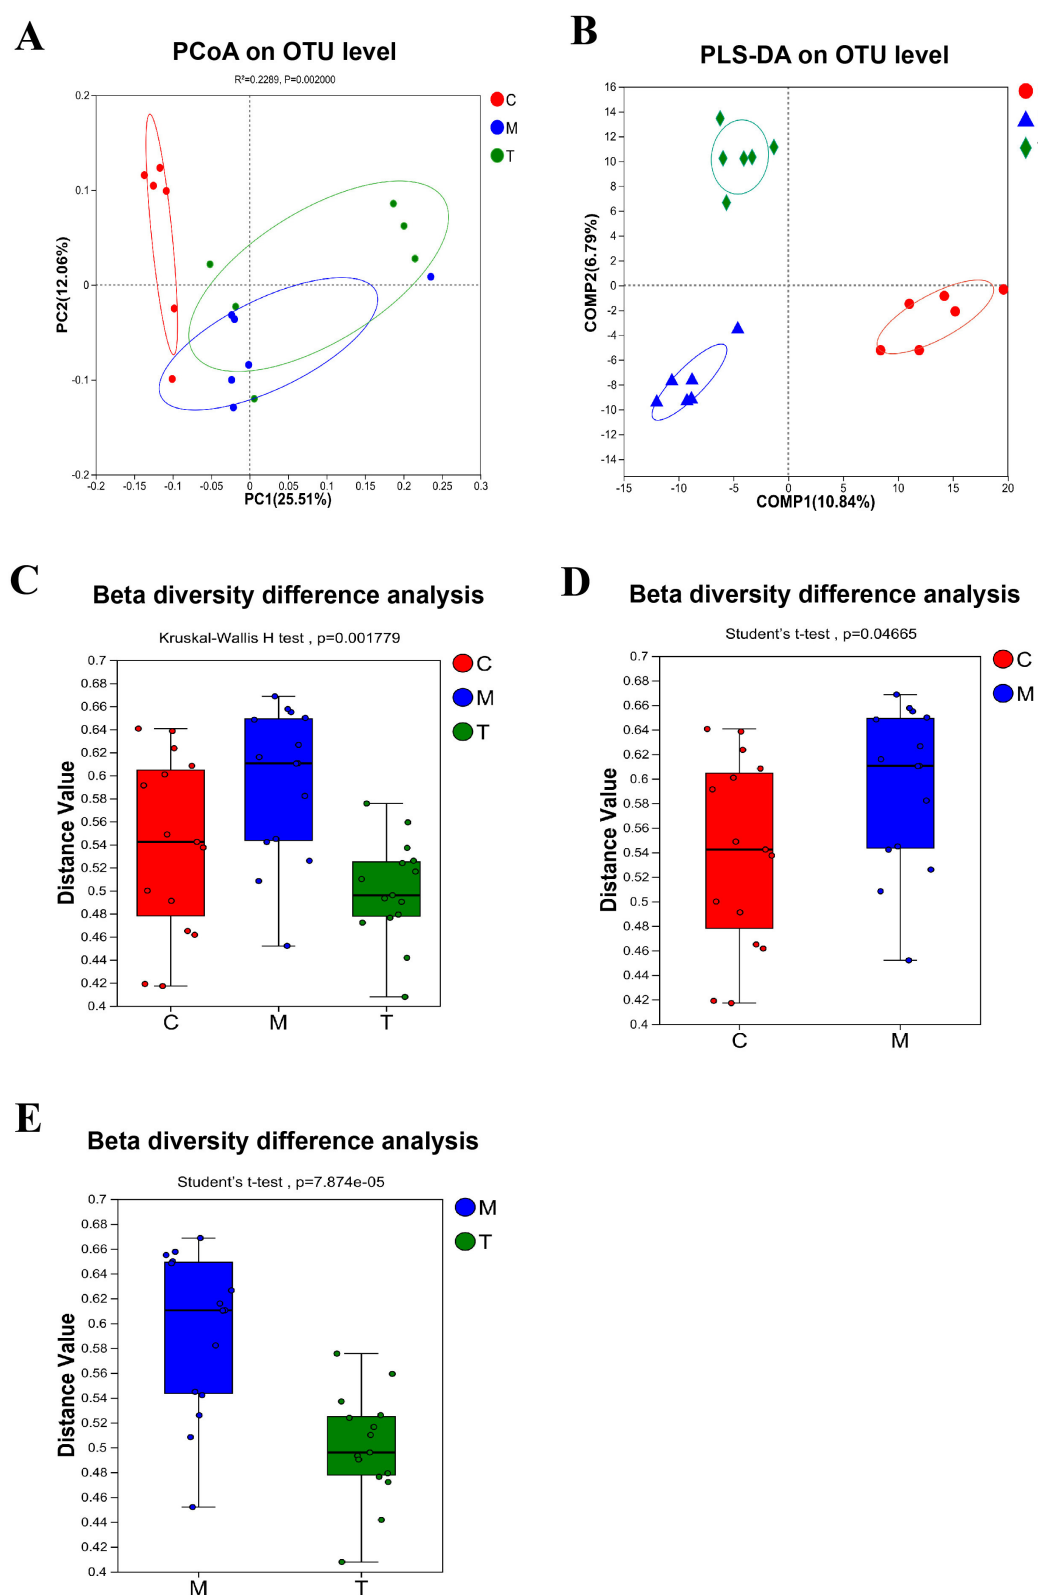 A
PCoA on OTU level
R²=0.2289, P=0.002000
0.2
0.1
0
-0.1
-0.2
PC2(12.06%)
-0.2
-0.15
-0.1
-0.05
0
0.05
0.1
0.15
0.2
0.25
0.3
PC1(25.51%)
C
M
T
B
PLS-DA on OTU level
16
14
12
10
8
6
4
2
0
-2
-4
-6
-8
-10
-12
-14
COMP2(6.79%)
-15
-10
-5
0
5
10
15
20
COMP1(10.84%)
C
Beta diversity difference analysis
Kruskal-Wallis H test , p=0.001779
0.7
0.68
0.66
0.64
0.62
0.6
0.58
0.56
0.54
0.52
0.5
0.48
0.46
0.44
0.42
0.4
Distance Value
C
M
T
C
M
T
D
Beta diversity difference analysis
Student's t-test , p=0.04665
0.7
0.68
0.66
0.64
0.62
0.6
0.58
0.56
0.54
0.52
0.5
0.48
0.46
0.44
0.42
0.4
Distance Value
C
M
C
M
E
Beta diversity difference analysis
Student's t-test , p=7.874e-05
0.7
0.68
0.66
0.64
0.62
0.6
0.58
0.56
0.54
0.52
0.5
0.48
0.46
0.44
0.42
0.4
Distance Value
M
T
M
T